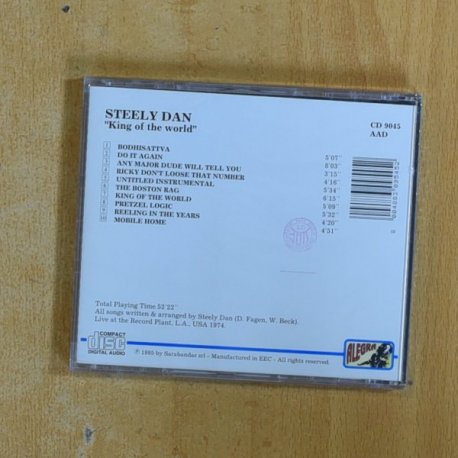 STEELY DAN
"King of the world"
CD 9045
AAD
1 BODHISATTVA 5'07"
2 DO IT AGAIN 8'03"
3 ANY MAJOR DUDE WILL TELL YOU 3'15"
4 RICKY DON'T LOOSE THAT NUMBER 4'16"
5 UNTITLED INSTRUMENTAL 5'34"
6 THE BOSTON RAG 6'15"
7 KING OF THE WORLD 5'09"
8 PRETZEL LOGIC 5'32"
9 REELING IN THE YEARS 4'20"
10 MOBILE HOME 4'51"
Total Playing Time 52'22"
All songs written & arranged by Steely Dan (D. Fagen, W. Beck).
Live at the Record Plant, L.A., USA 1974.
COMPACT
disc
DIGITAL AUDIO
℗ 1995 by Sarabandas srl - Manufactured in EEC - All rights reserved.
ALEGRA